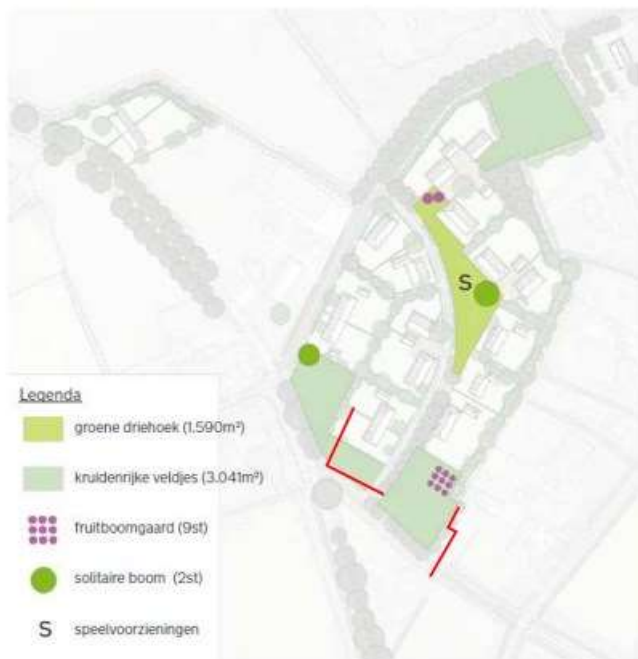 S
Legenda
groene driehoek (1.590m²)
kruidenrijke veldjes (3.041m²)
fruitboomgaard (9st)
solitaire boom (2st)
S speelvoorzieningen